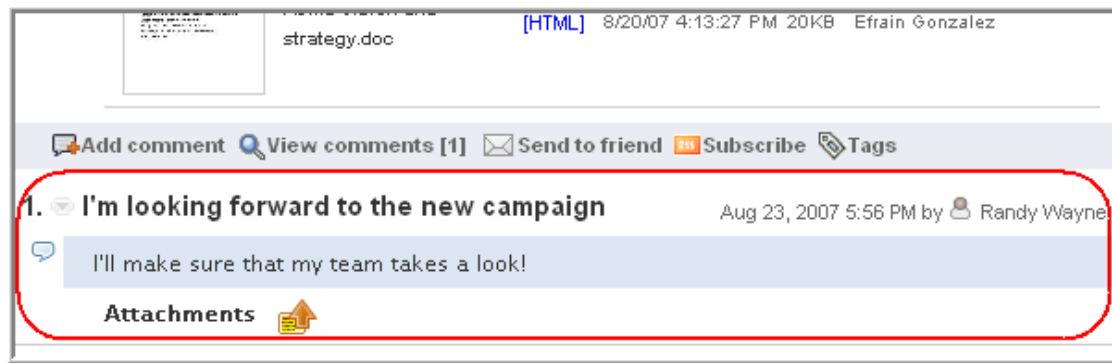 [HTML] 8/20/07 4:13:27 PM 20KB Efrain Gonzalez
strategy.doc
Add comment View comments [1] Send to friend Subscribe Tags
1. I'm looking forward to the new campaign Aug 23, 2007 5:56 PM by Randy Wayne
I'll make sure that my team takes a look!
Attachments